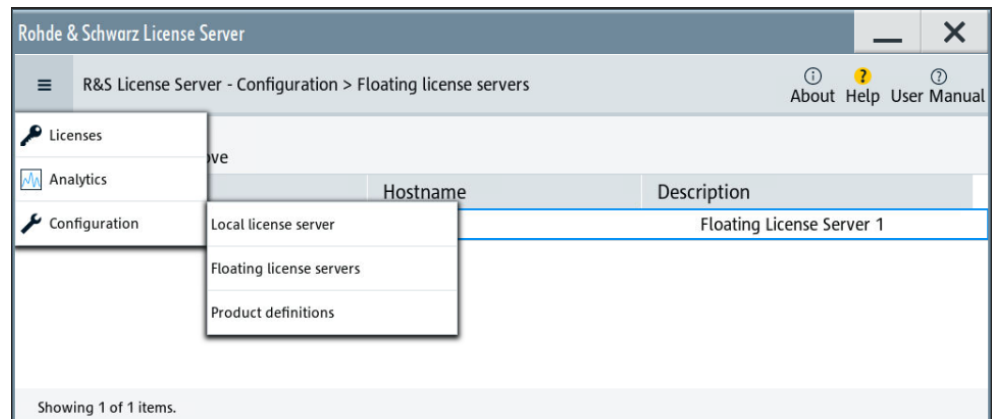 Rohde & Schwarz License Server
R&S License Server - Configuration > Floating license servers
About Help User Manual
Licenses
Analytics
Hostname Description
Configuration
Local license server
Floating License Server 1
Floating license servers
Product definitions
Showing 1 of 1 items.